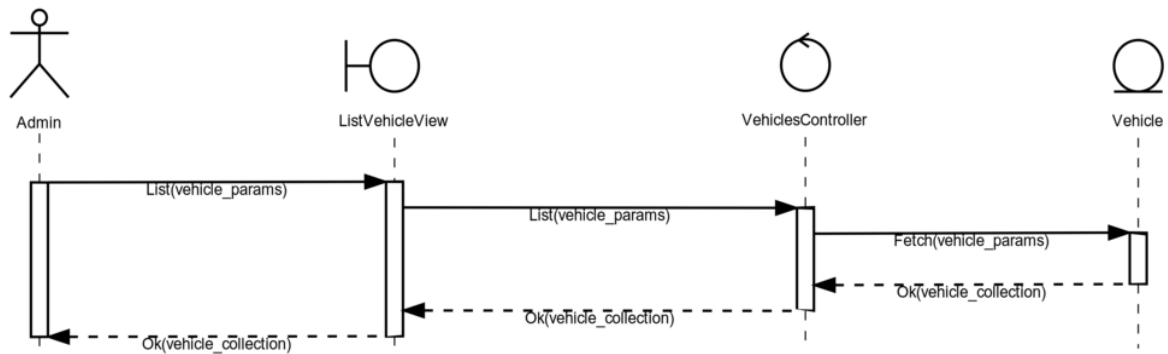 Admin
ListVehicleView
VehiclesController
Vehicle
List(vehicle_params)
List(vehicle_params)
Fetch(vehicle_params)
Ok(vehicle_collection)
Ok(vehicle_collection)
Ok(vehicle_collection)